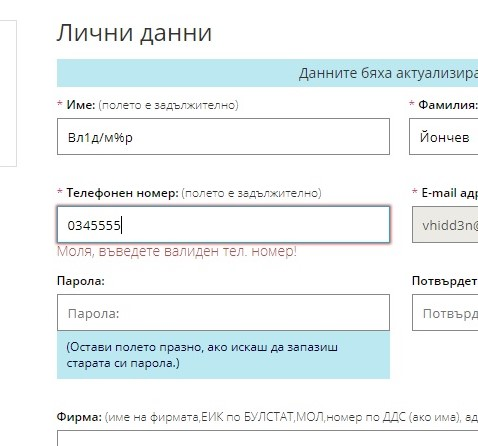 Лични данни
Данните бяха актуализира
* Име: (полето е задължително)
* Фамилия:
Вл1д/м%р
Йончев
* Телефонен номер: (полето е задължително)
* E-mail адр
0345555
vhidd3n@
Моля, въведете валиден тел. номер!
Парола:
Потвърдет
Парола:
Потвърд
(Остави полето празно, ако искаш да запазиш
старата си парола.)
Фирма: (име на фирмата,ЕИК по БУЛСТАТ,МОЛ,номер по ДДС (ако има), ад